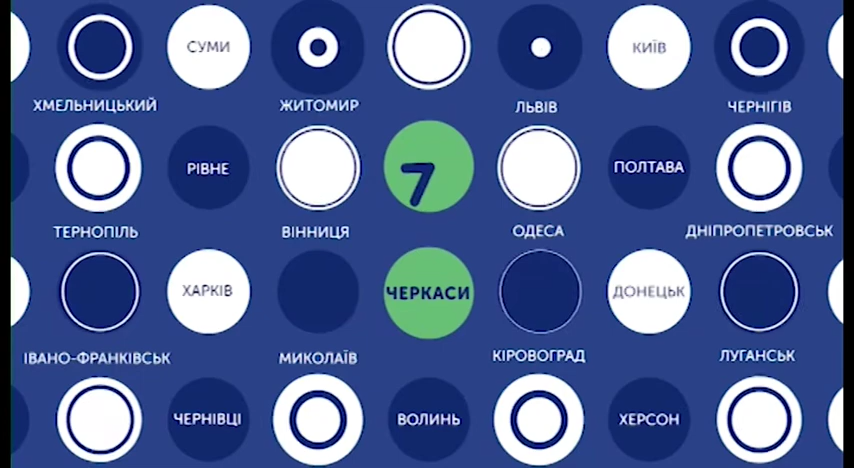 СУМИ
КИЇВ
ХМЕЛЬНИЦЬКИЙ
ЖИТОМИР
ЛЬВІВ
ЧЕРНІГІВ
РІВНЕ
7
ПОЛТАВА
ТЕРНОПІЛЬ
ВІННИЦЯ
ОДЕСА
ДНІПРОПЕТРОВСЬК
ХАРКІВ
ЧЕРКАСИ
ДОНЕЦЬК
ІВАНО-ФРАНКІВСЬК
МИКОЛАЇВ
КІРОВОГРАД
ЛУГАНСЬК
ЧЕРНІВЦІ
ВОЛИНЬ
ХЕРСОН